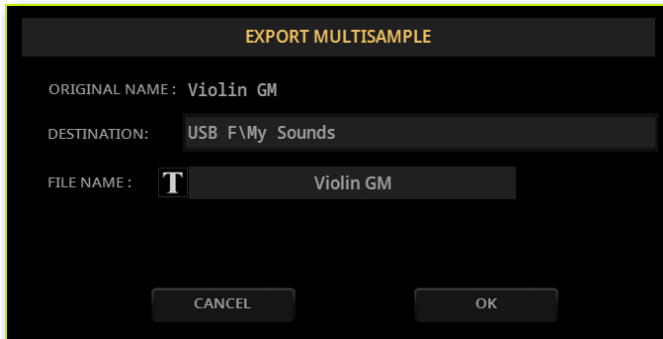 EXPORT MULTISAMPLE
ORIGINAL NAME : Violin GM
DESTINATION: USB F\My Sounds
FILE NAME : T Violin GM
CANCEL OK